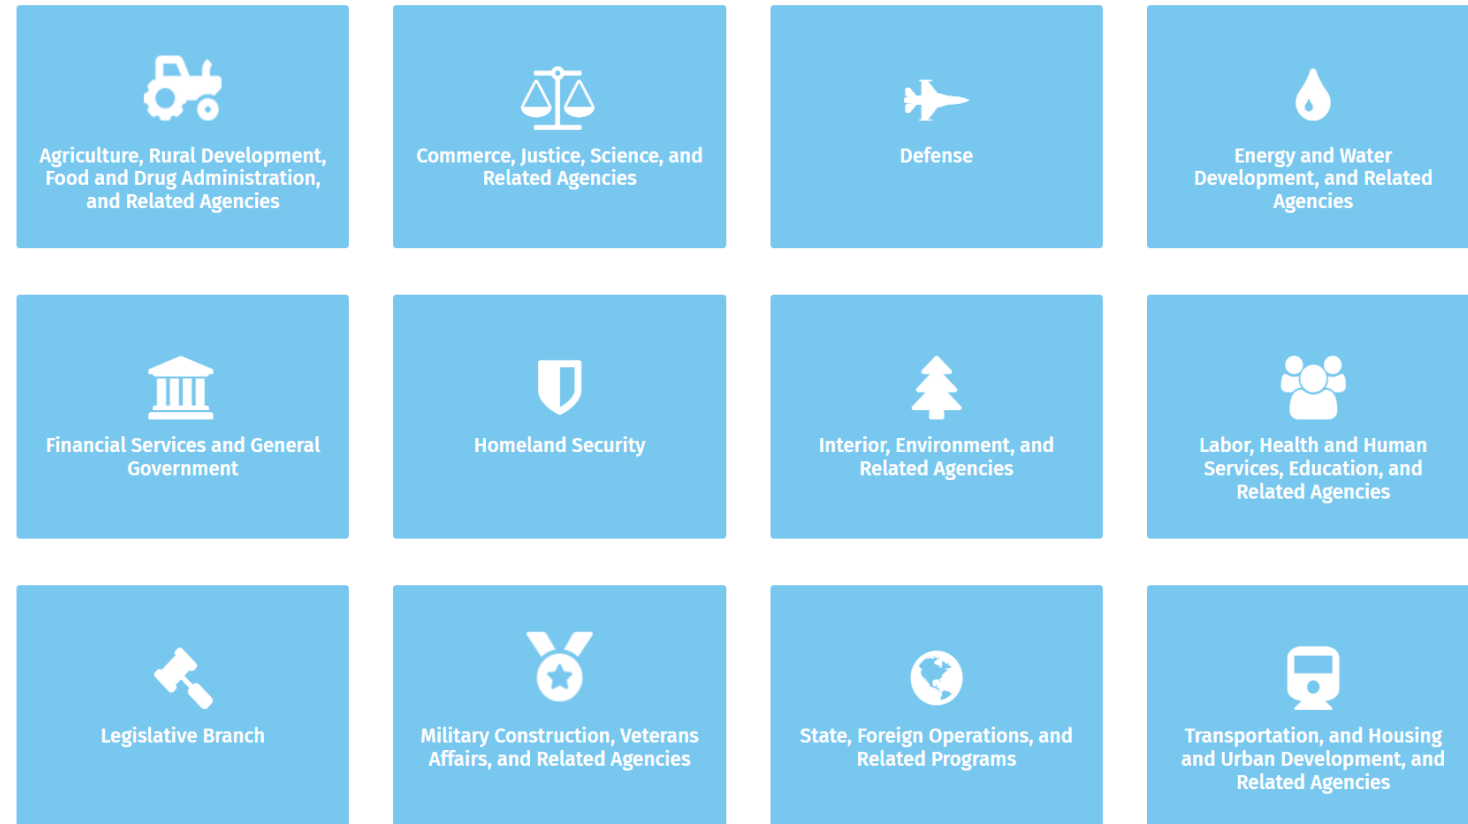 Agriculture, Rural Development,
Food and Drug Administration,
and Related Agencies
Commerce, Justice, Science, and
Related Agencies
Defense
Energy and Water
Development, and Related
Agencies
Financial Services and General
Government
Homeland Security
Interior, Environment, and
Related Agencies
Labor, Health and Human
Services, Education, and
Related Agencies
Legislative Branch
Military Construction, Veterans
Affairs, and Related Agencies
State, Foreign Operations, and
Related Programs
Transportation, and Housing
and Urban Development, and
Related Agencies